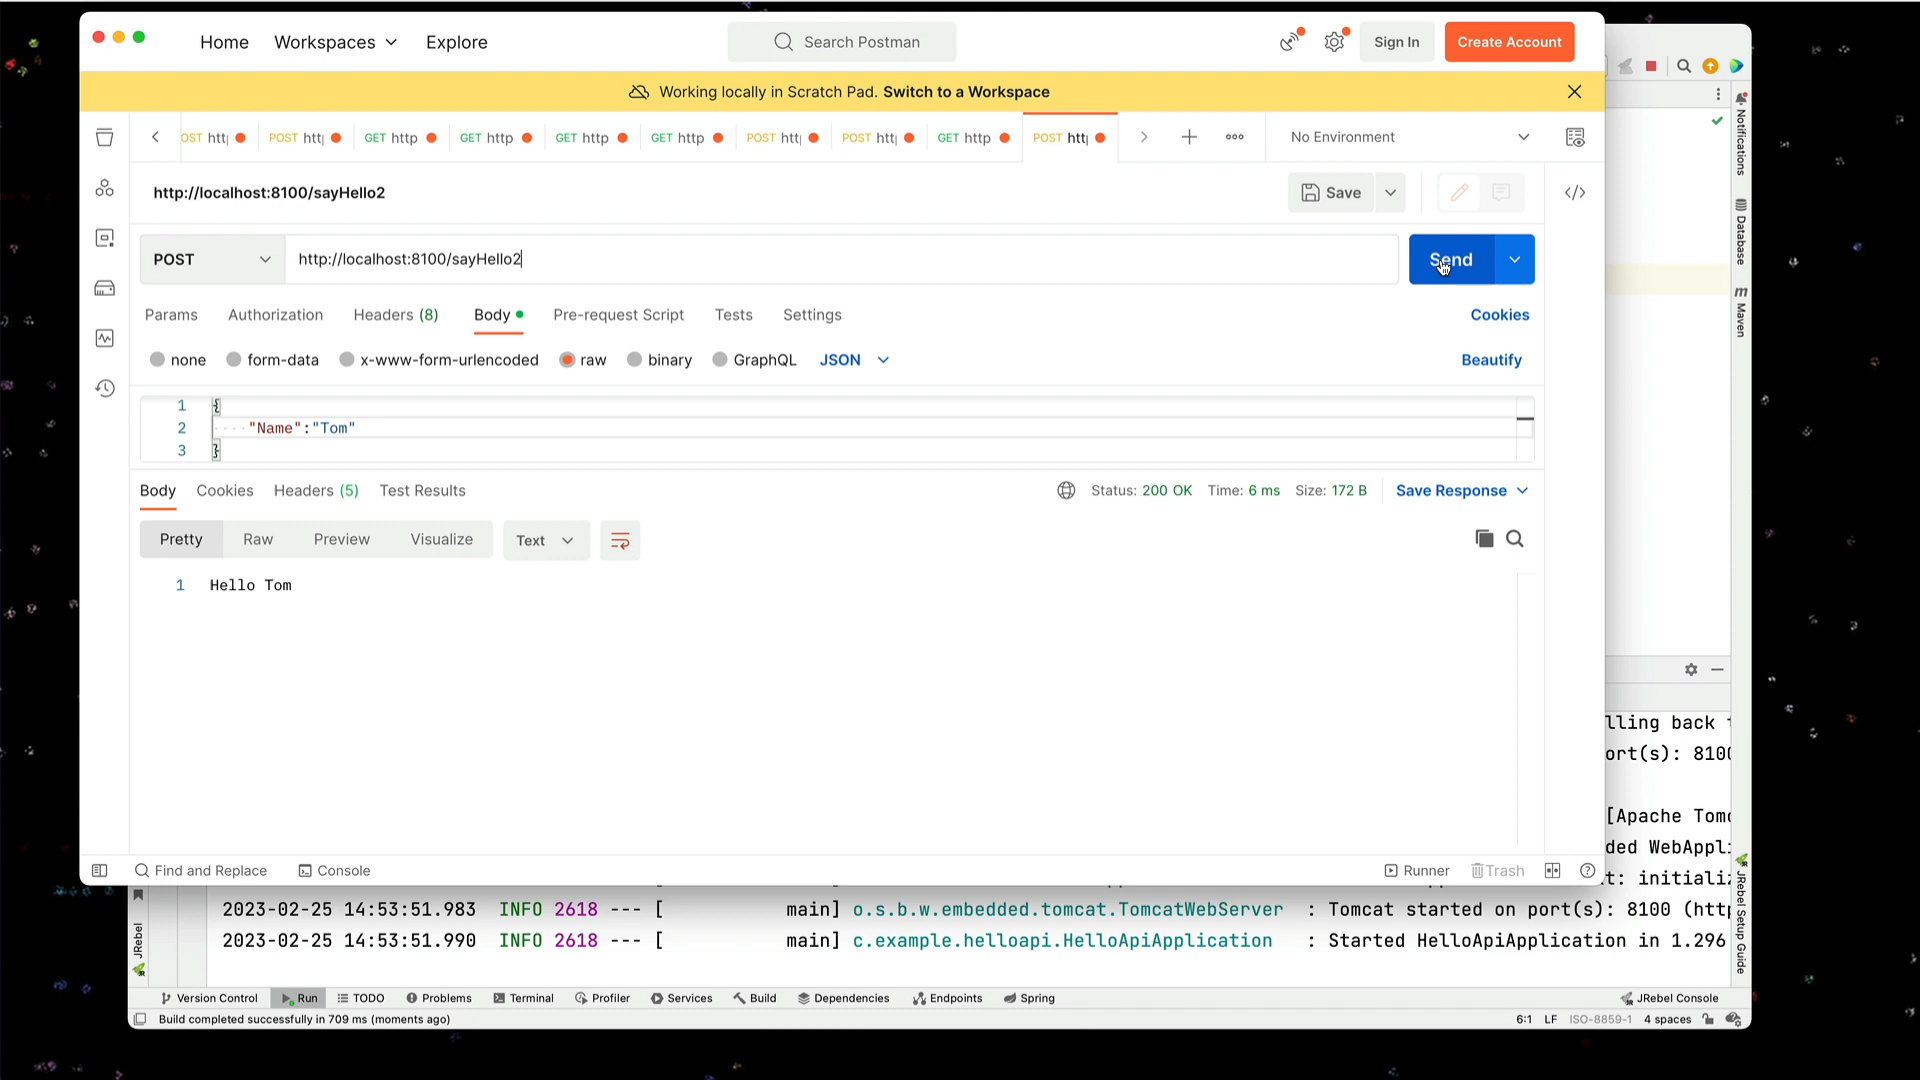 Home Workspaces Explore Search Postman Sign In Create Account
Working locally in Scratch Pad. Switch to a Workspace
OST htt POST htt GET http GET http GET http GET http POST htt POST htt GET http POST htt No Environment
http://localhost:8100/sayHello2 Save
POST http://localhost:8100/sayHello2 Send
Params Authorization Headers (8) Body Pre-request Script Tests Settings Cookies
none form-data x-www-form-urlencoded raw binary GraphQL JSON Beautify
1 {
2 "Name":"Tom"
3 }
Body Cookies Headers (5) Test Results Status: 200 OK Time: 6 ms Size: 172 B Save Response
Pretty Raw Preview Visualize Text
1 Hello Tom
Find and Replace Console Runner Trash
Notifications
Database
m Maven
lling back
ort(s): 810
[Apache Tom
ded WebAppl
t: initializ
2023-02-25 14:53:51.983 INFO 2618 --- [ main] o.s.b.w.embedded.tomcat.TomcatWebServer : Tomcat started on port(s): 8100 (http
2023-02-25 14:53:51.990 INFO 2618 --- [ main] c.example.helloapi.HelloApiApplication : Started HelloApiApplication in 1.296
JRebel
JRebel Setup Guide
Version Control Run TODO Problems Terminal Profiler Services Build Dependencies Endpoints Spring JRebel Console
Build completed successfully in 709 ms (moments ago) 6:1 LF ISO-8859-1 4 spaces